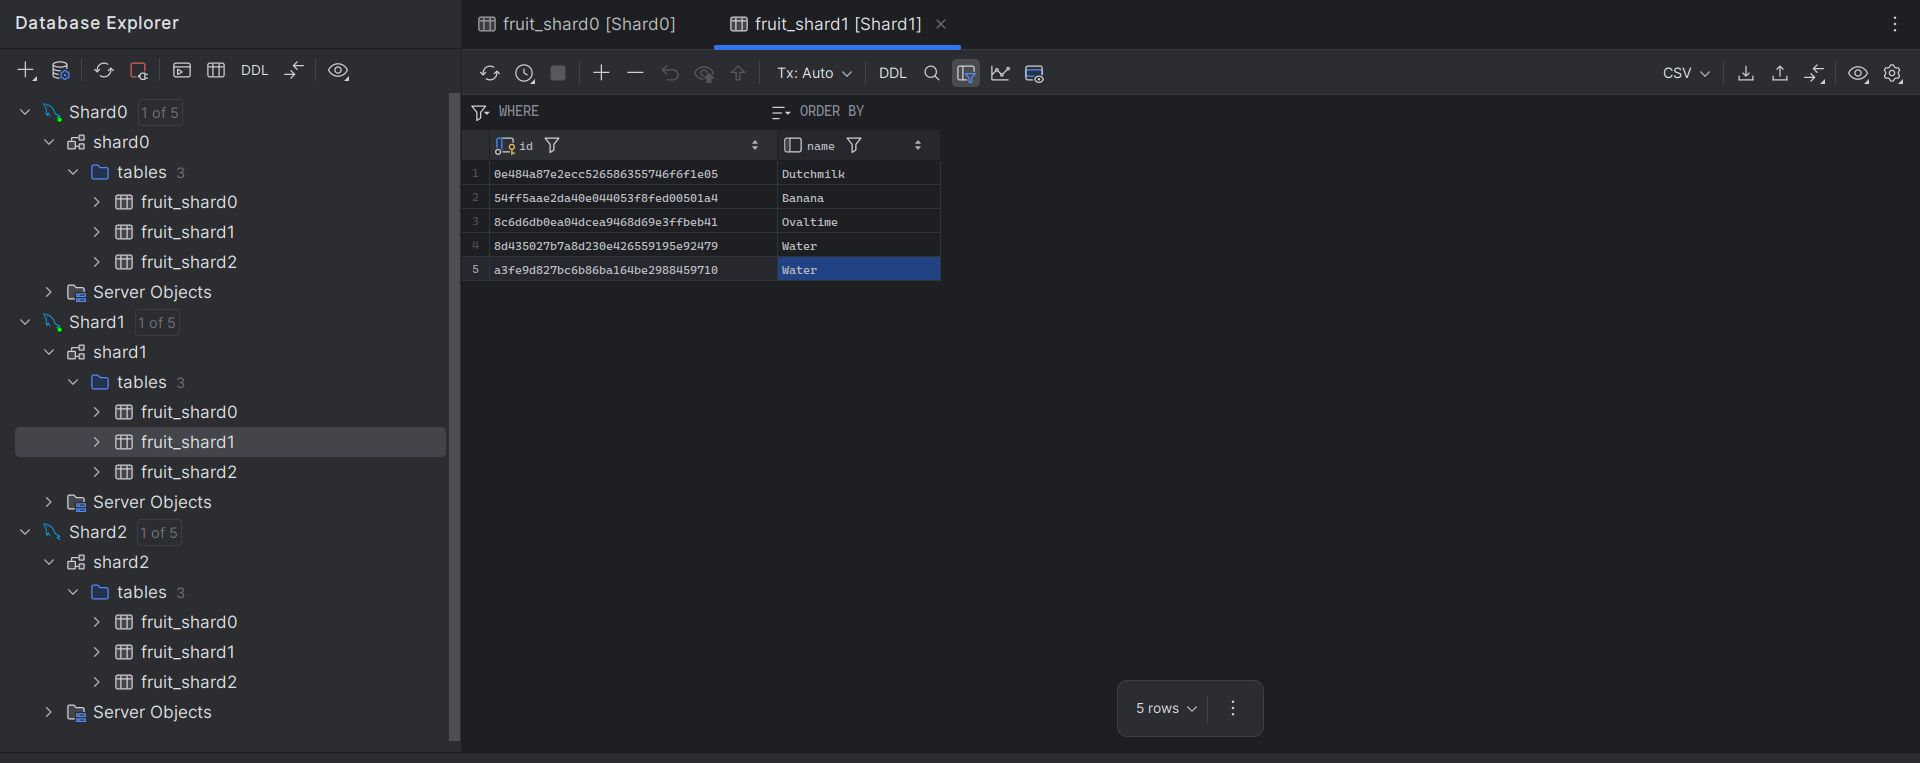 Database Explorer
fruit_shard0 [Shard0]
fruit_shard1 [Shard1]
DDL
Tx: Auto
DDL
CSV
WHERE
ORDER BY
id
name
1 0e484a87e2ecc526586355746f6f1e05 Dutchmilk
2 54ff5aae2da40e044053f8fed00501a4 Banana
3 8c6d6db0ea04dcea9468d69e3ffbeb41 Ovaltime
4 8d435027b7a8d230e426559195e92479 Water
5 a3fe9d827bc6b86ba164be2988459710 Water
Shard0 1 of 5
shard0
tables 3
fruit_shard0
fruit_shard1
fruit_shard2
Server Objects
Shard1 1 of 5
shard1
tables 3
fruit_shard0
fruit_shard1
fruit_shard2
Server Objects
Shard2 1 of 5
shard2
tables 3
fruit_shard0
fruit_shard1
fruit_shard2
Server Objects
5 rows